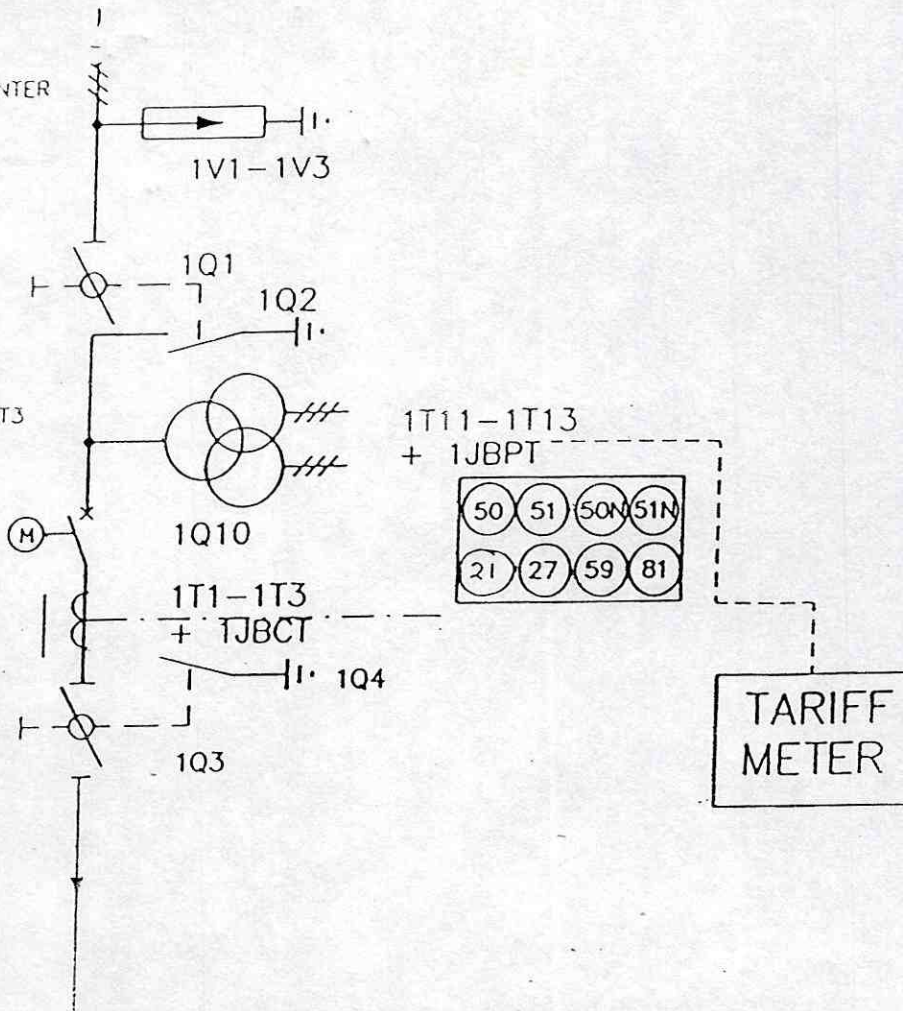 NTER
1V1-1V3
1Q1
1Q2
T3
1T11-1T13
+ 1JBPT
50 51 50N 51N
21 27 59 81
M
1Q10
1T1-1T3
+ 1JBCT
1Q4
1Q3
TARIFF
METER